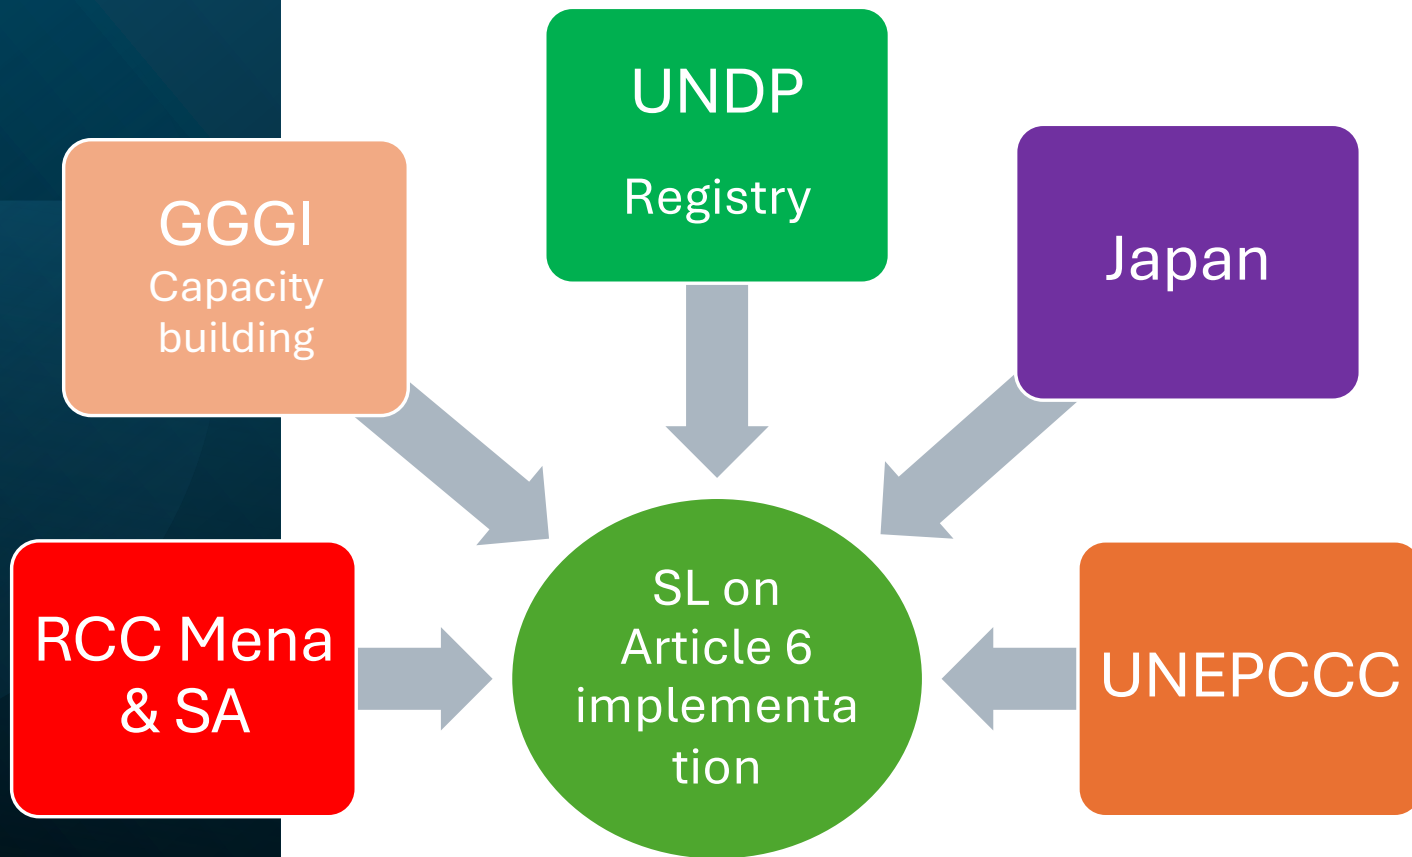 UNDP
Registry
GGGI
Capacity
building
Japan
RCC Mena
& SA
SL on
Article 6
implementa
tion
UNEPCCC